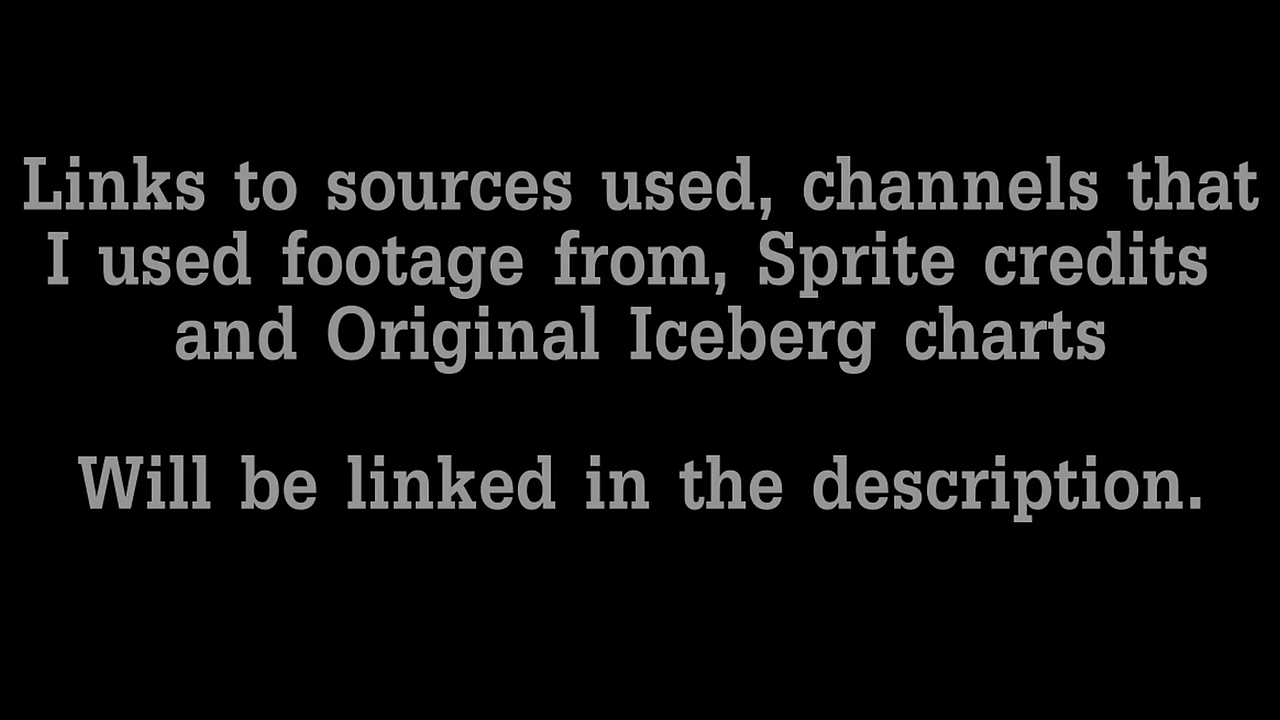 Links to sources used, channels that
I used footage from, Sprite credits
and Original Iceberg charts
Will be linked in the description.